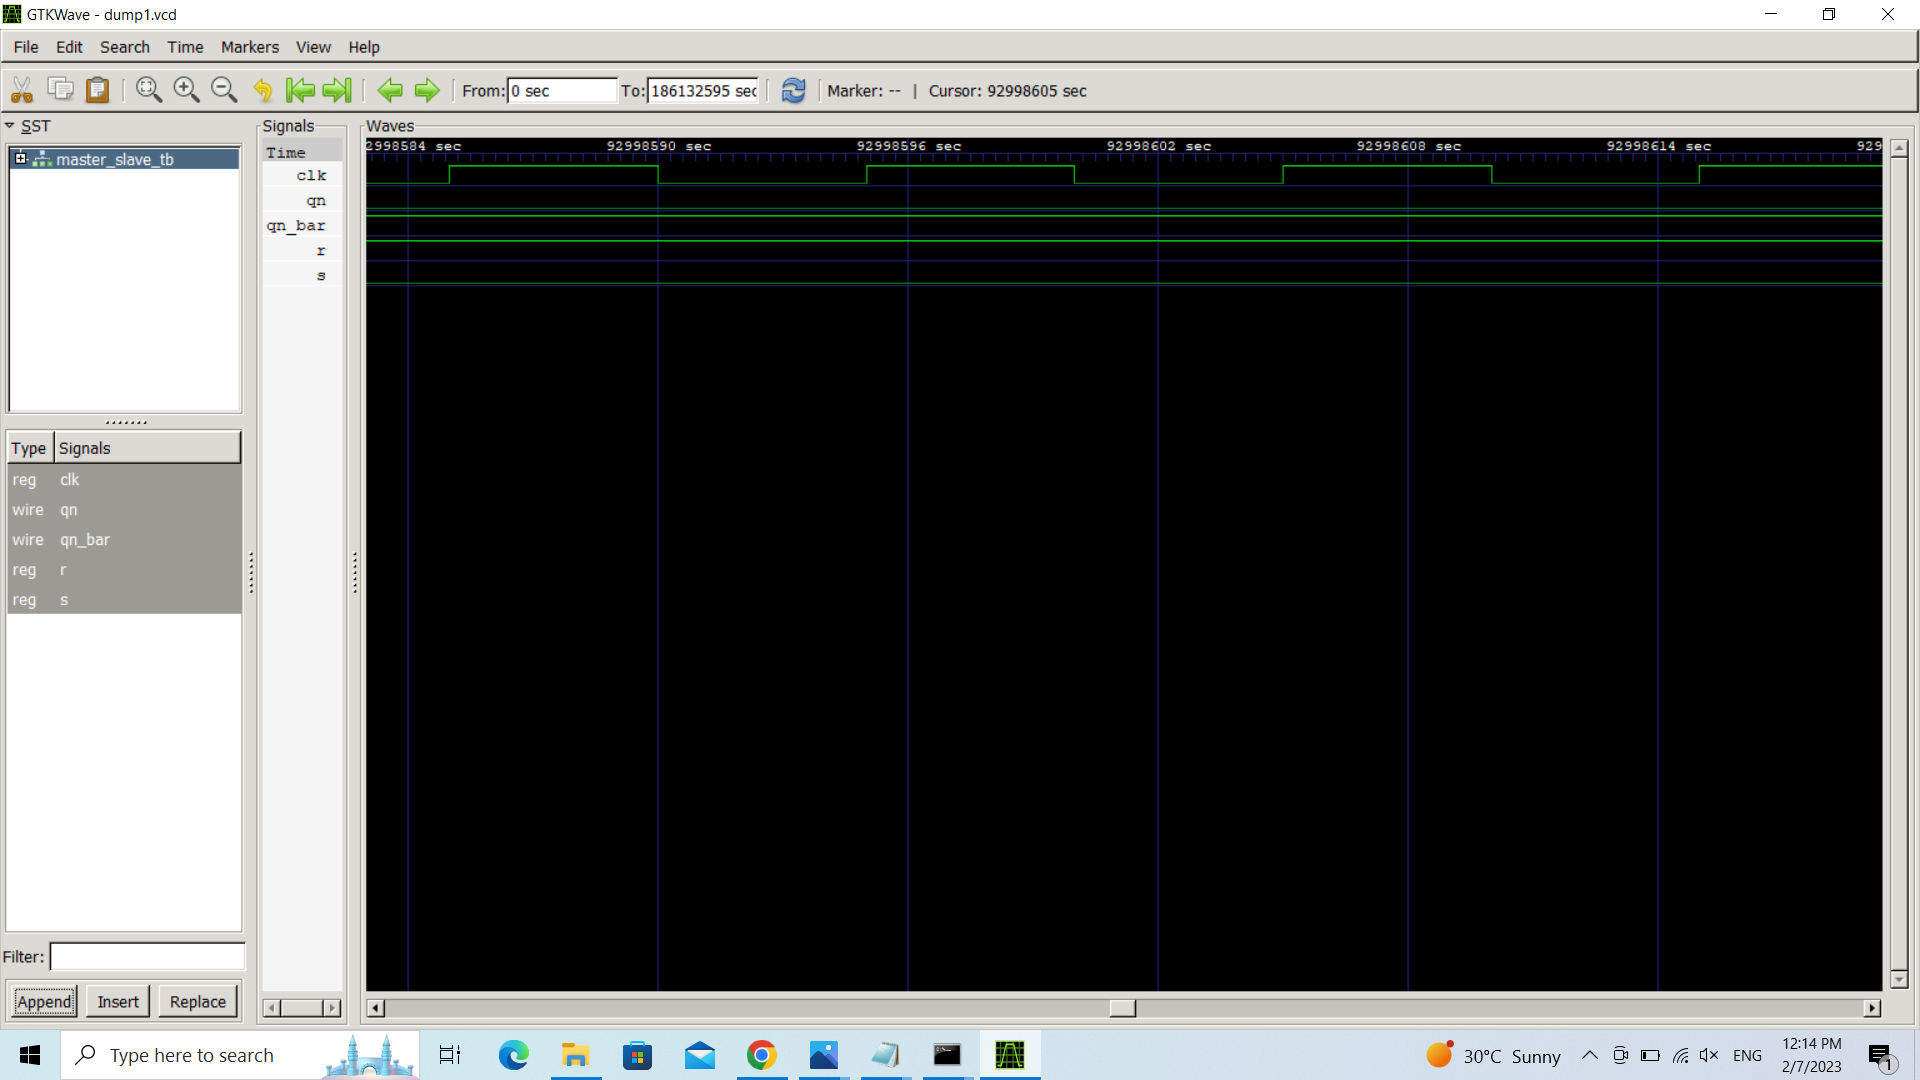 GTKWave - dump1.vcd
File Edit Search Time Markers View Help
From: 0 sec To: 186132595 sec Marker: -- | Cursor: 92998605 sec
SST
master_slave_tb
Type Signals
reg clk
wire qn
wire qn_bar
reg r
reg s
Filter:
Append Insert Replace
Signals
Time
clk
qn
qn_bar
r
s
Waves
2998584 sec 92998590 sec 92998596 sec 92998602 sec 92998608 sec 92998614 sec 929
Type here to search
30°C Sunny
ENG
12:14 PM
2/7/2023
1